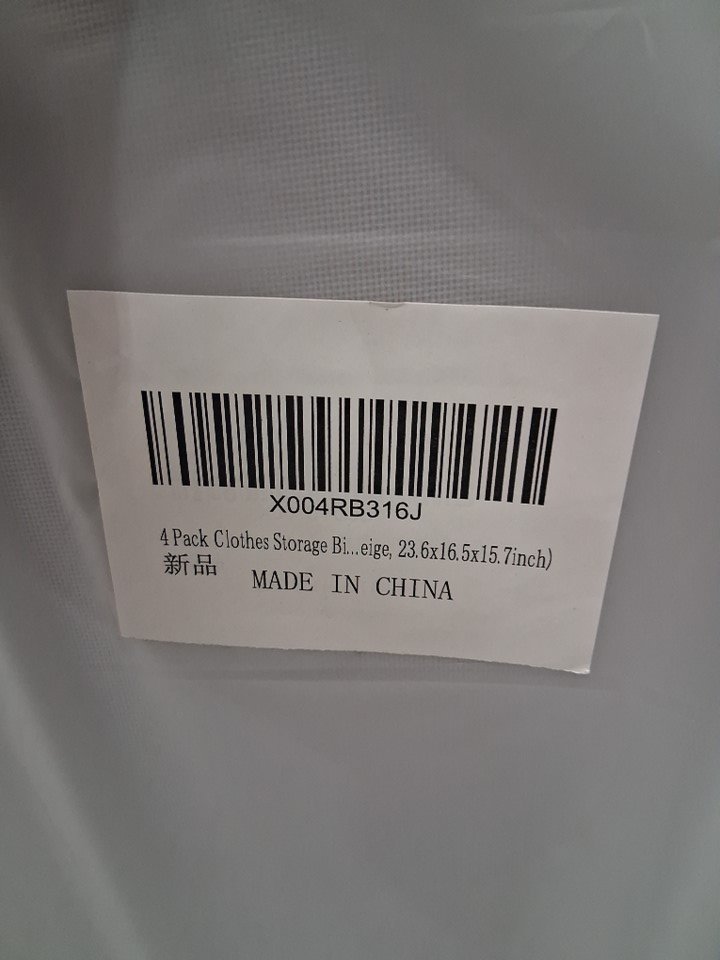 X004RB316J
4 Pack Clothes Storage Bi...eige, 23.6x16.5x15.7inch)
新品
MADE IN CHINA